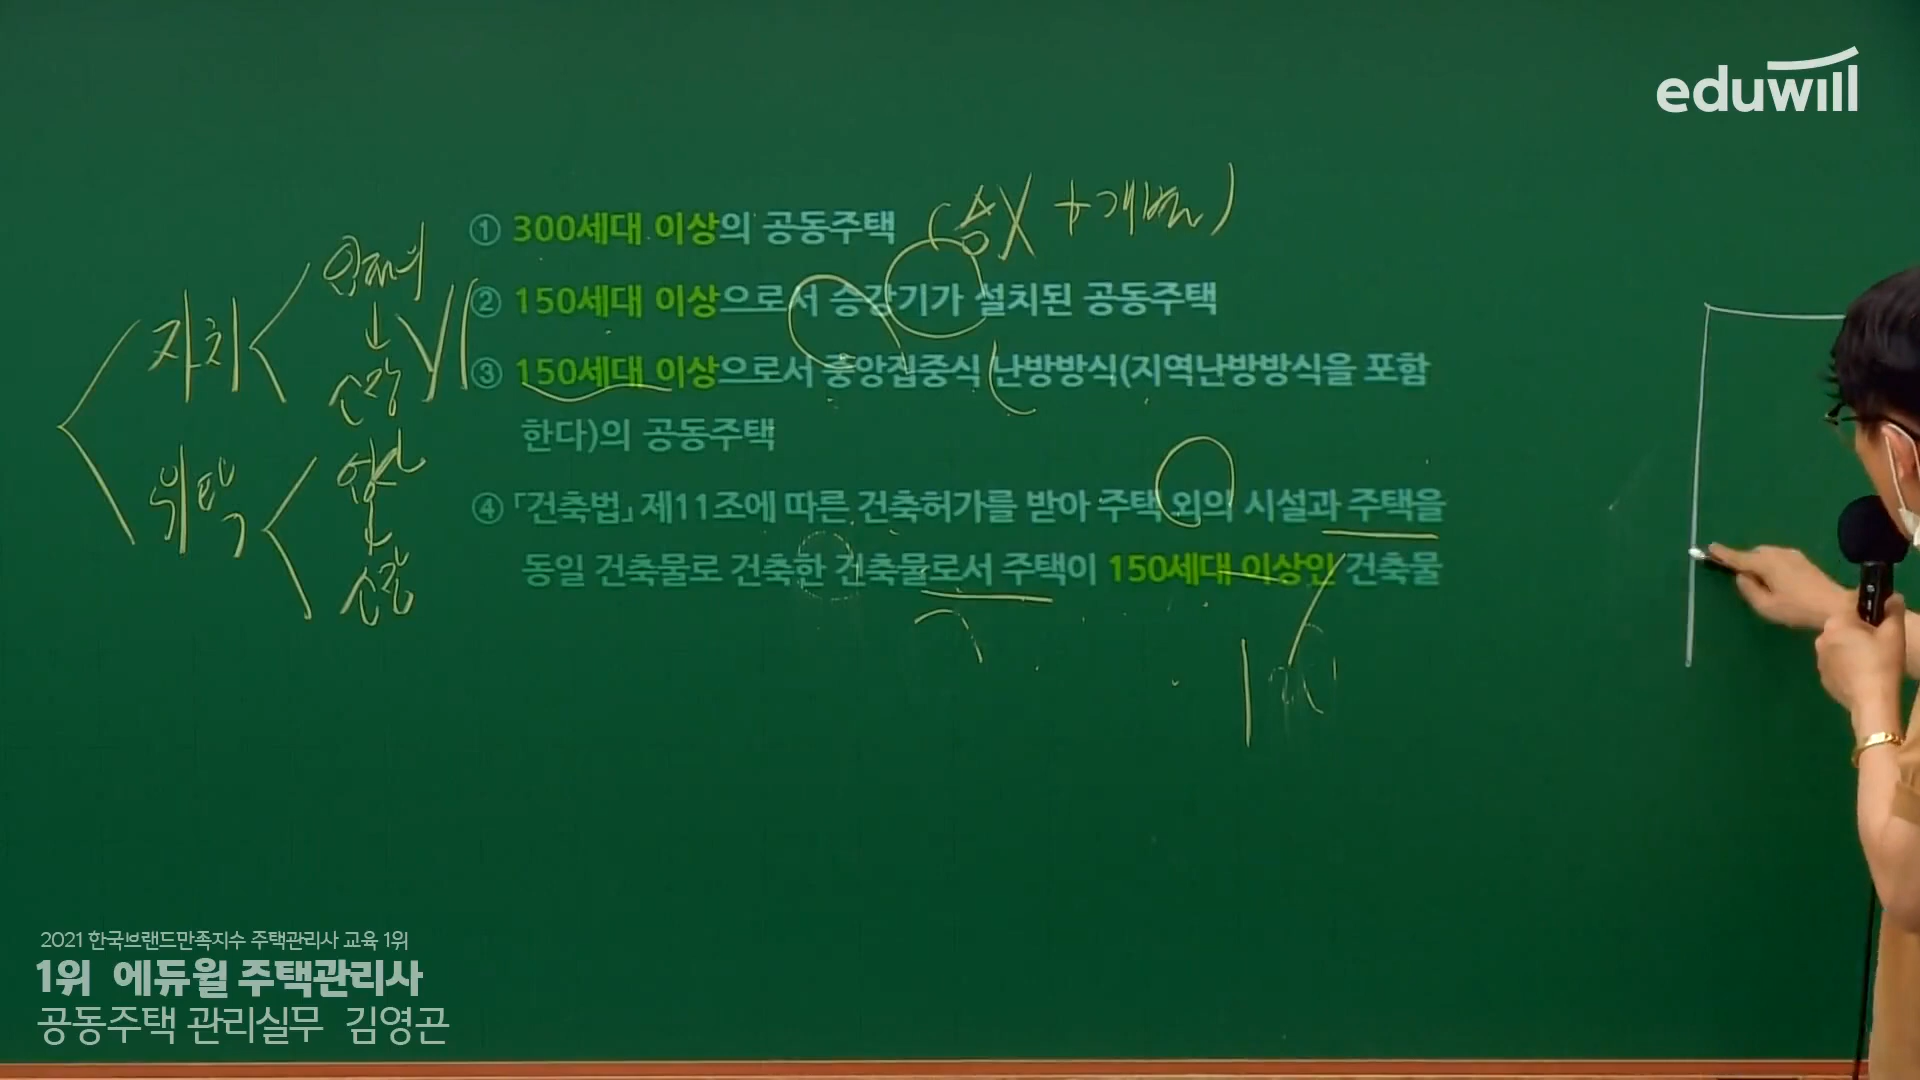 eduwill
① 300세대 이상의 공동주택 (승X + 개별)
② 150세대 이상으로서 승강기가 설치된 공동주택
③ 150세대 이상으로서 중앙집중식 난방방식(지역난방방식을 포함
한다)의 공동주택
④ 「건축법」 제11조에 따른 건축허가를 받아 주택 외의 시설과 주택을
동일 건축물로 건축한 건축물로서 주택이 150세대 이상인 건축물
자치
소장
위탁
소장
2021 한국브랜드만족지수 주택관리사 교육 1위
1위 에듀윌 주택관리사
공동주택 관리실무 김영곤